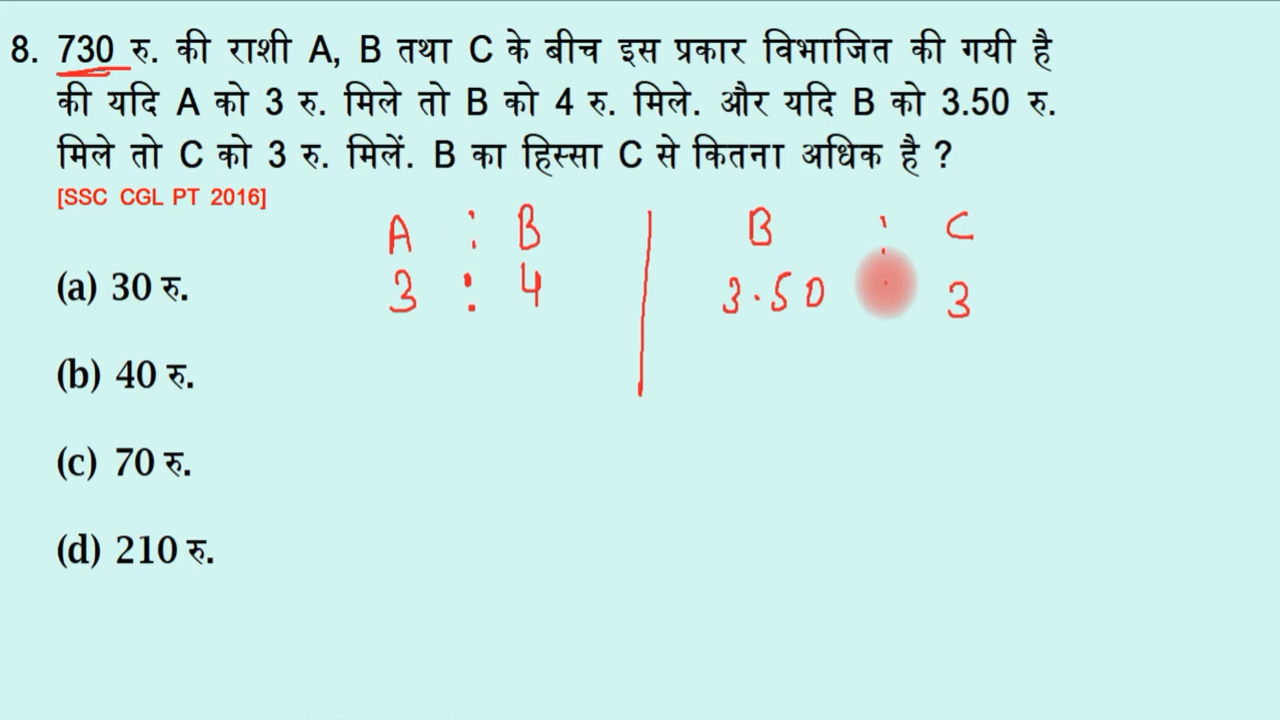 8. 730 रु. की राशी A, B तथा C के बीच इस प्रकार विभाजित की गयी है
की यदि A को 3 रु. मिले तो B को 4 रु. मिले. और यदि B को 3.50 रु.
मिले तो C को 3 रु. मिलें. B का हिस्सा C से कितना अधिक है ?
[SSC CGL PT 2016]
A : B | B : C
3 : 4 | 3.50 : 3
(a) 30 रु.
(b) 40 रु.
(c) 70 रु.
(d) 210 रु.